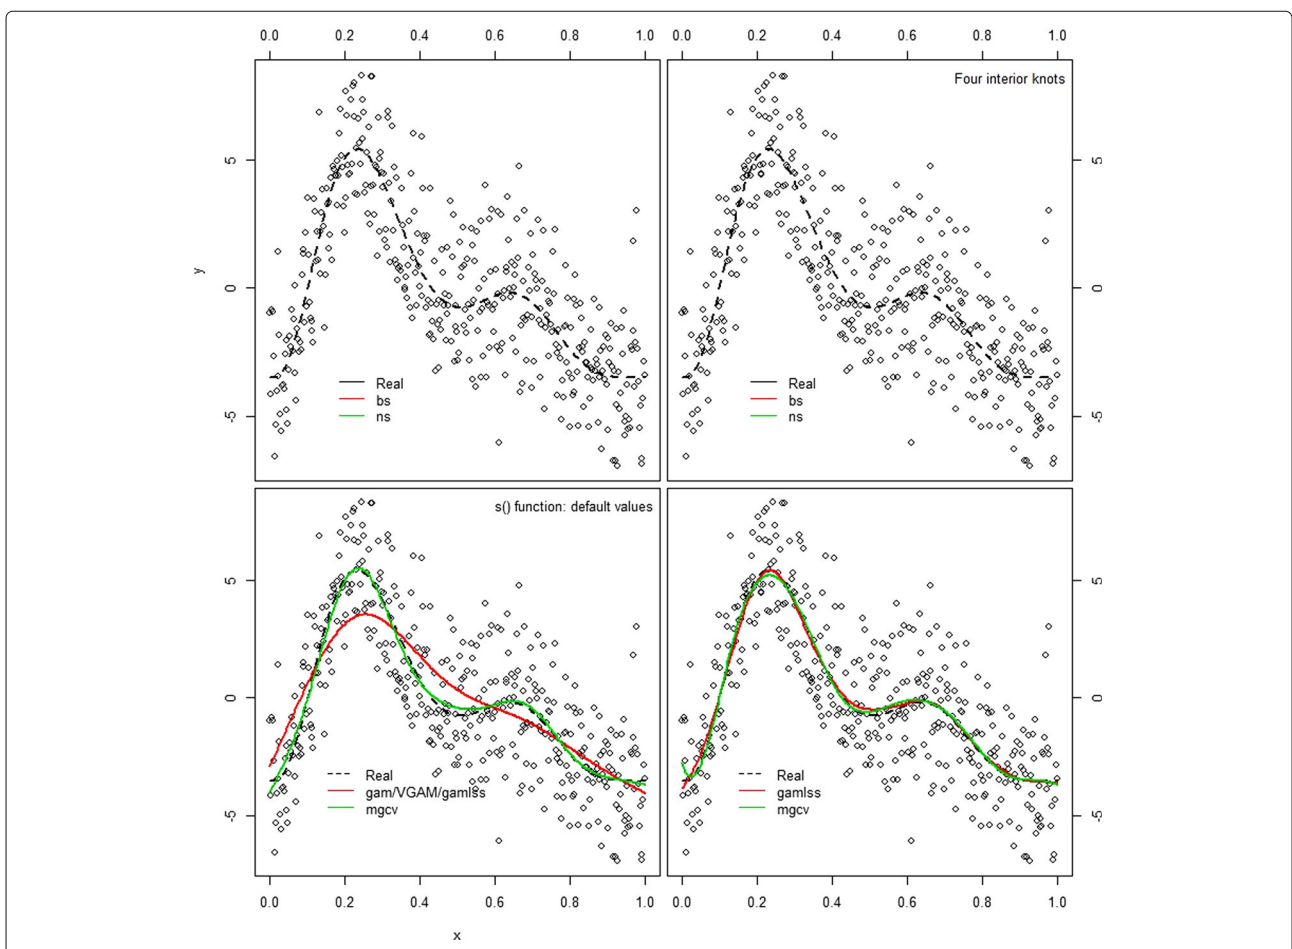 0.0 0.2 0.4 0.6 0.8 1.0
0.0 0.2 0.4 0.6 0.8 1.0
5
0
-5
y
Real
bs
ns
Four interior knots
Real
bs
ns
5
0
-5
s() function: default values
5
0
-5
Real
gam/VGAM/gamlss
mgcv
Real
gamlss
mgcv
5
0
-5
0.0 0.2 0.4 0.6 0.8 1.0
0.0 0.2 0.4 0.6 0.8 1.0
x